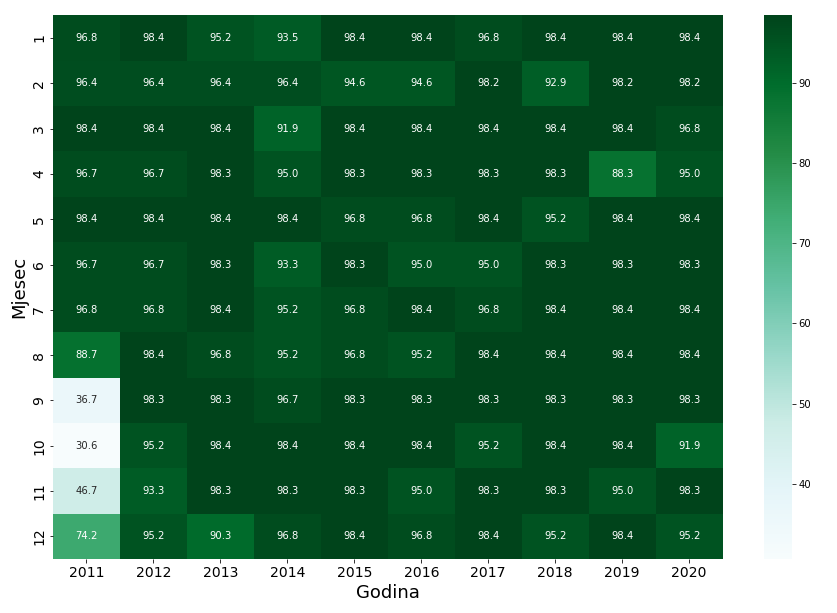 1 96.8 98.4 95.2 93.5 98.4 98.4 96.8 98.4 98.4 98.4
2 96.4 96.4 96.4 96.4 94.6 94.6 98.2 92.9 98.2 98.2
3 98.4 98.4 98.4 91.9 98.4 98.4 98.4 98.4 98.4 96.8
4 96.7 96.7 98.3 95.0 98.3 98.3 98.3 98.3 88.3 95.0
5 98.4 98.4 98.4 98.4 96.8 96.8 98.4 95.2 98.4 98.4
6 96.7 96.7 98.3 93.3 98.3 95.0 95.0 98.3 98.3 98.3
7 96.8 96.8 98.4 95.2 96.8 98.4 96.8 98.4 98.4 98.4
8 88.7 98.4 96.8 95.2 96.8 95.2 98.4 98.4 98.4 98.4
9 36.7 98.3 98.3 96.7 98.3 98.3 98.3 98.3 98.3 98.3
10 30.6 95.2 98.4 98.4 98.4 98.4 95.2 98.4 98.4 91.9
11 46.7 93.3 98.3 98.3 98.3 95.0 98.3 98.3 95.0 98.3
12 74.2 95.2 90.3 96.8 98.4 96.8 98.4 95.2 98.4 95.2
2011 2012 2013 2014 2015 2016 2017 2018 2019 2020
Godina
Mjesec
90
80
70
60
50
40